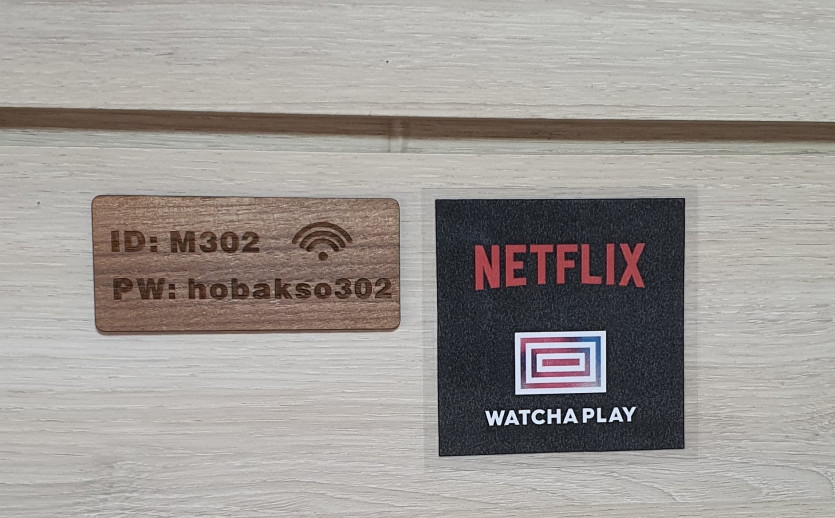 ID: M302
PW: hobakso302
NETFLIX
WATCHA PLAY